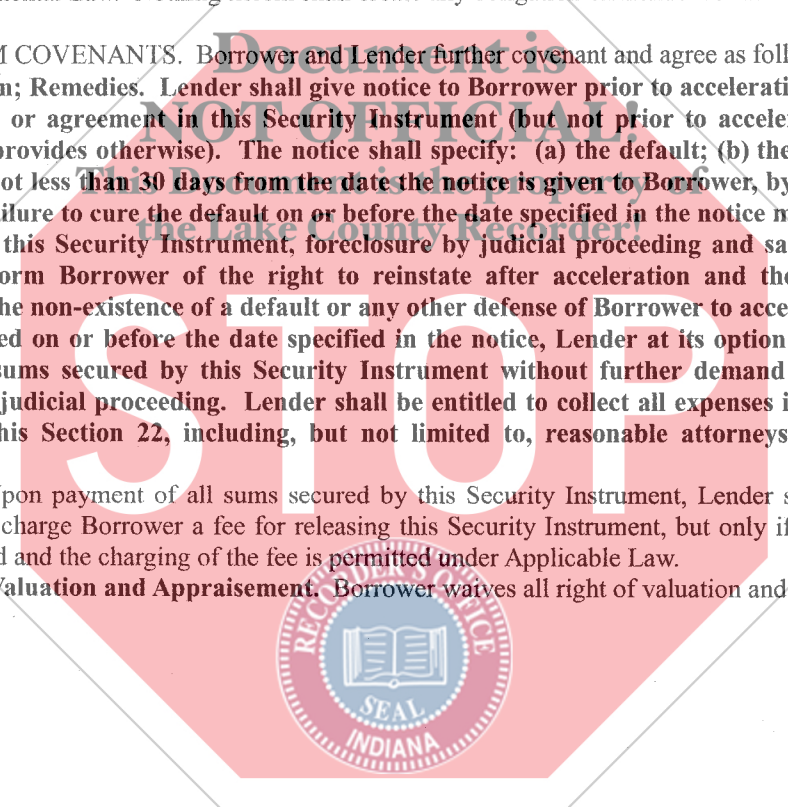 M COVENANTS. Borrower and Lender further covenant and agree as foll
n; Remedies. Lender shall give notice to Borrower prior to accelerati
or agreement in this Security Instrument (but not prior to acceler
provides otherwise). The notice shall specify: (a) the default; (b) the
ot less than 30 days from the date the notice is given to Borrower, by
ilure to cure the default on or before the date specified in the notice m
this Security Instrument, foreclosure by judicial proceeding and sa
orm Borrower of the right to reinstate after acceleration and the
he non-existence of a default or any other defense of Borrower to acce
ed on or before the date specified in the notice, Lender at its option
sums secured by this Security Instrument without further demand
judicial proceeding. Lender shall be entitled to collect all expenses i
his Section 22, including, but not limited to, reasonable attorneys
Upon payment of all sums secured by this Security Instrument, Lender s
charge Borrower a fee for releasing this Security Instrument, but only if
d and the charging of the fee is permitted under Applicable Law.
Valuation and Appraisement. Borrower waives all right of valuation and
Document is
NOT OFFICIAL!
This Document is the property of
the Lake County Recorder!
STOP
RECORDER'S OFFICE
SEAL
INDIANA